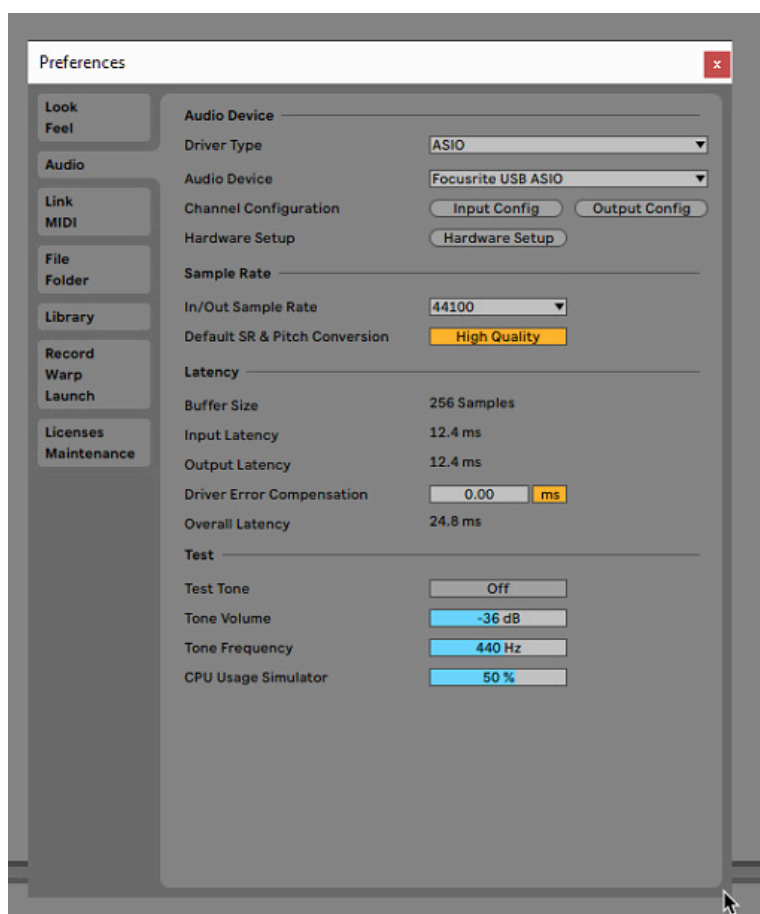 Preferences
x
Look
Feel
Audio
Link
MIDI
File
Folder
Library
Record
Warp
Launch
Licenses
Maintenance
Audio Device
Driver Type ASIO
Audio Device Focusrite USB ASIO
Channel Configuration Input Config Output Config
Hardware Setup Hardware Setup
Sample Rate
In/Out Sample Rate 44100
Default SR & Pitch Conversion High Quality
Latency
Buffer Size 256 Samples
Input Latency 12.4 ms
Output Latency 12.4 ms
Driver Error Compensation 0.00 ms
Overall Latency 24.8 ms
Test
Test Tone Off
Tone Volume -36 dB
Tone Frequency 440 Hz
CPU Usage Simulator 50 %